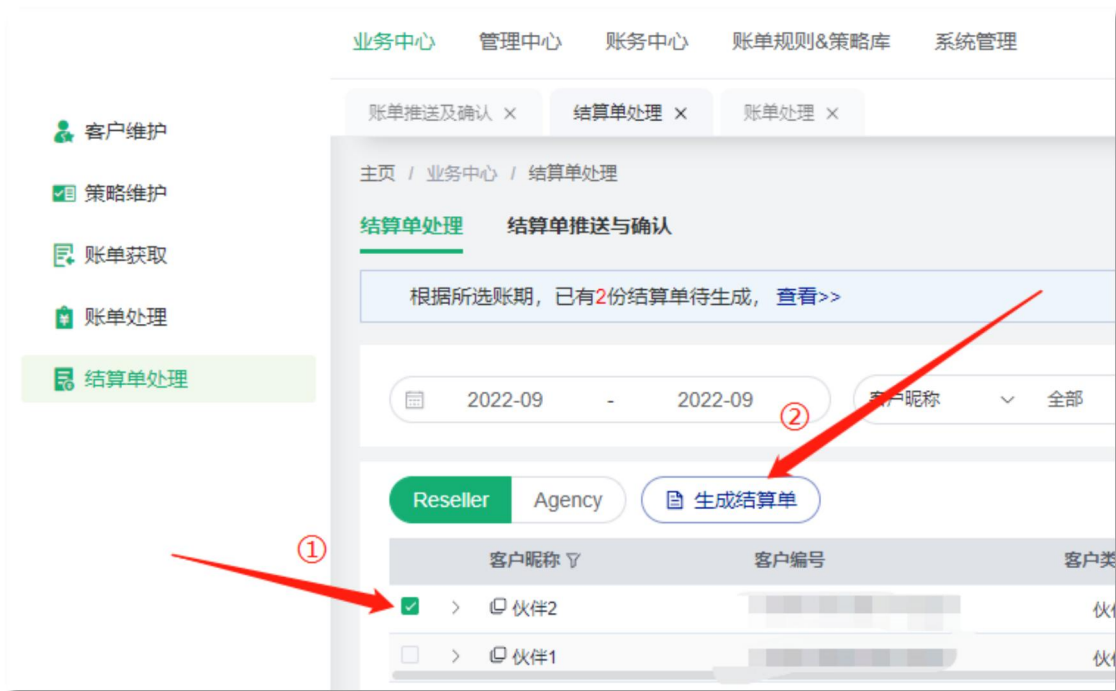 业务中心 管理中心 账务中心 账单规则&策略库 系统管理
账单推送及确认 × 结算单处理 × 账单处理 ×
客户维护
策略维护
账单获取
账单处理
结算单处理
主页 / 业务中心 / 结算单处理
结算单处理 结算单推送与确认
根据所选账期，已有2份结算单待生成， 查看>>
2022-09 - 2022-09 客户昵称 全部
②
Reseller Agency 生成结算单
①
客户昵称 客户编号 客户类
伙伴2
伙伴1